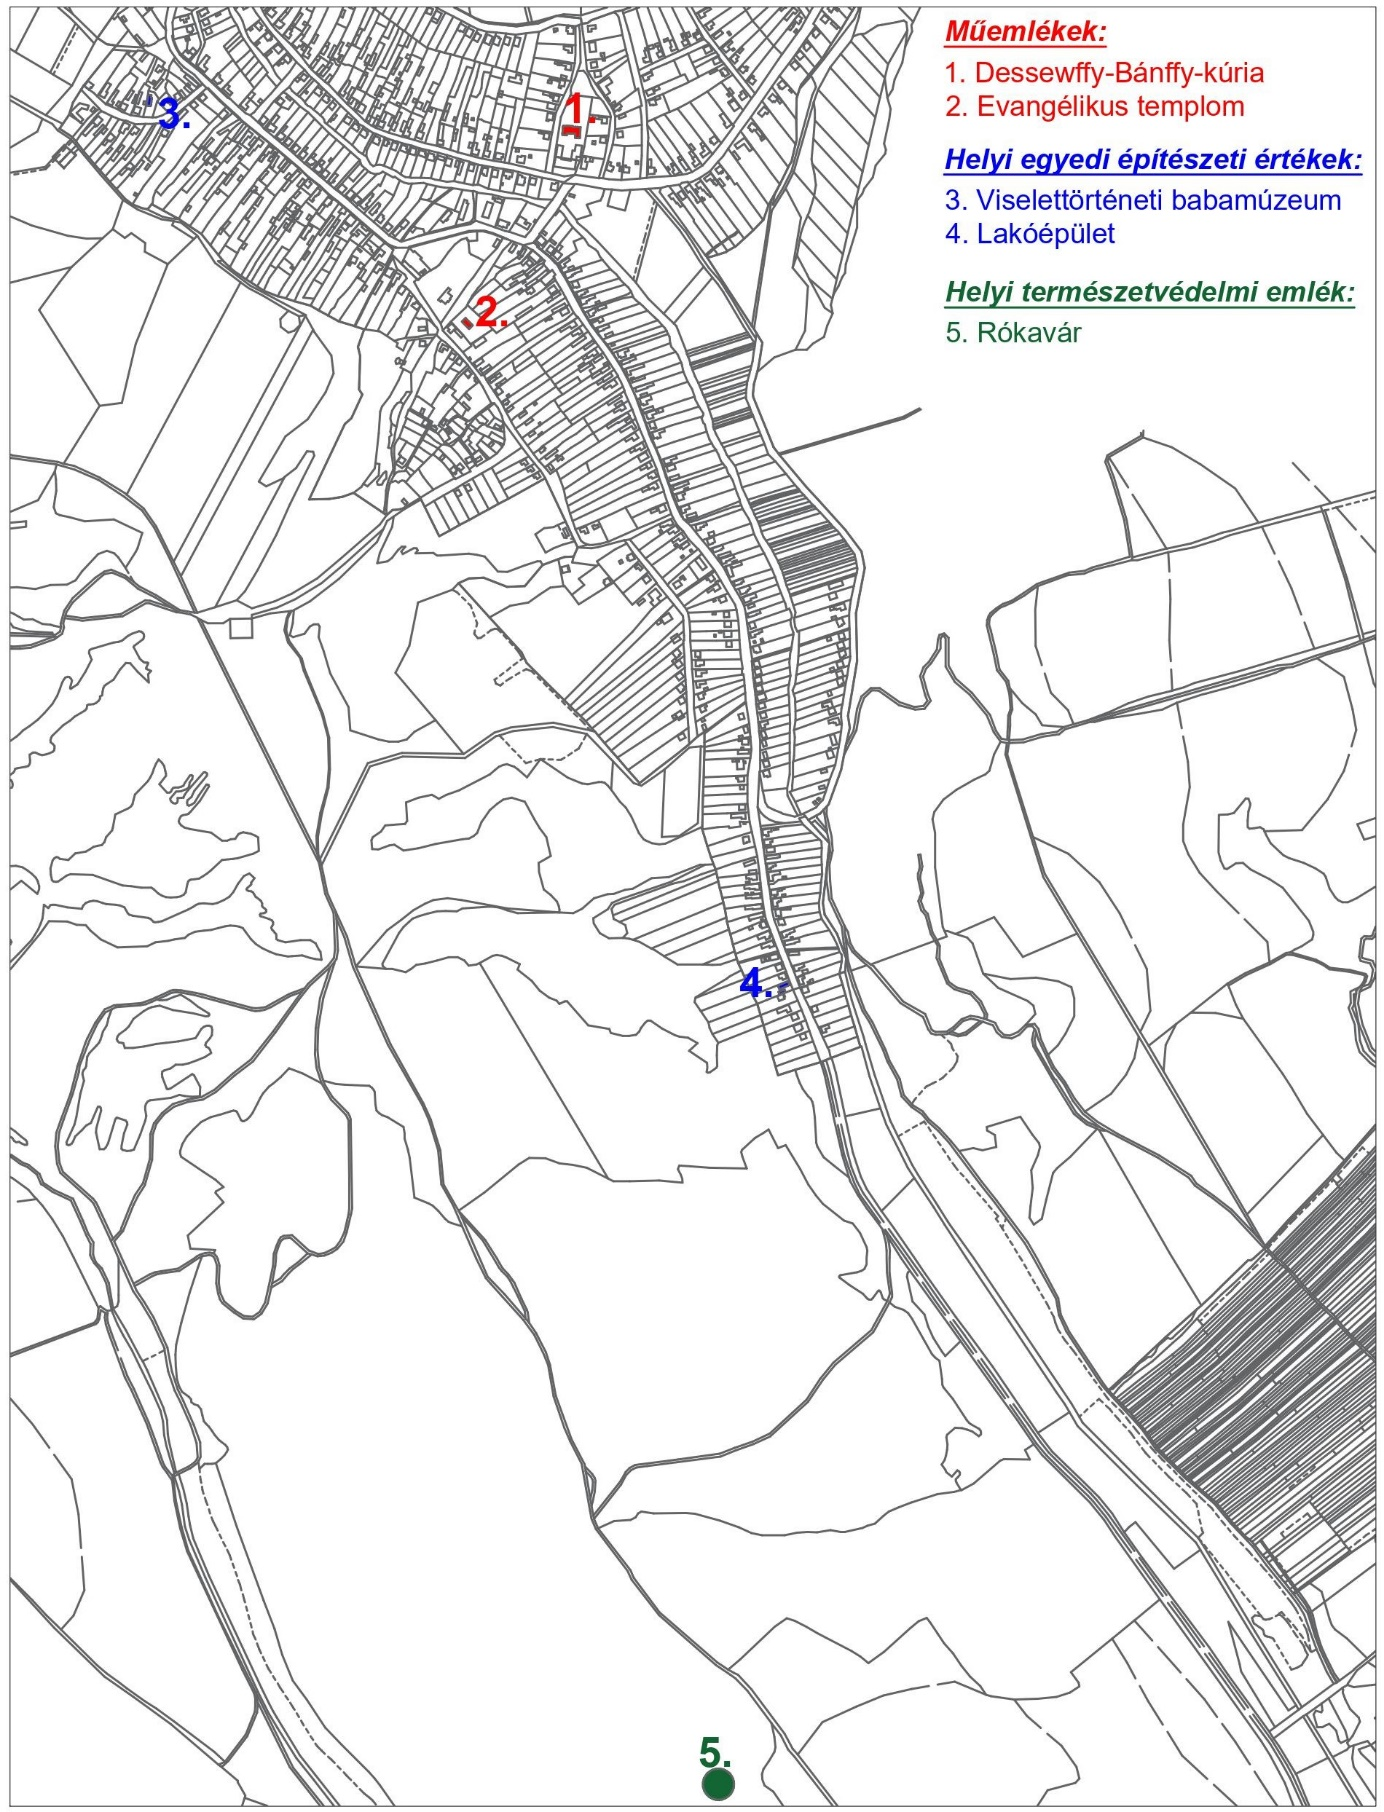 Műemlékek:
1. Dessewffy-Bánffy-kúria
2. Evangélikus templom
Helyi egyedi építészeti értékek:
3. Viselettörténeti babamúzeum
4. Lakóépület
Helyi természetvédelmi emlék:
5. Rókavár
1.
3.
2.
4.
5.